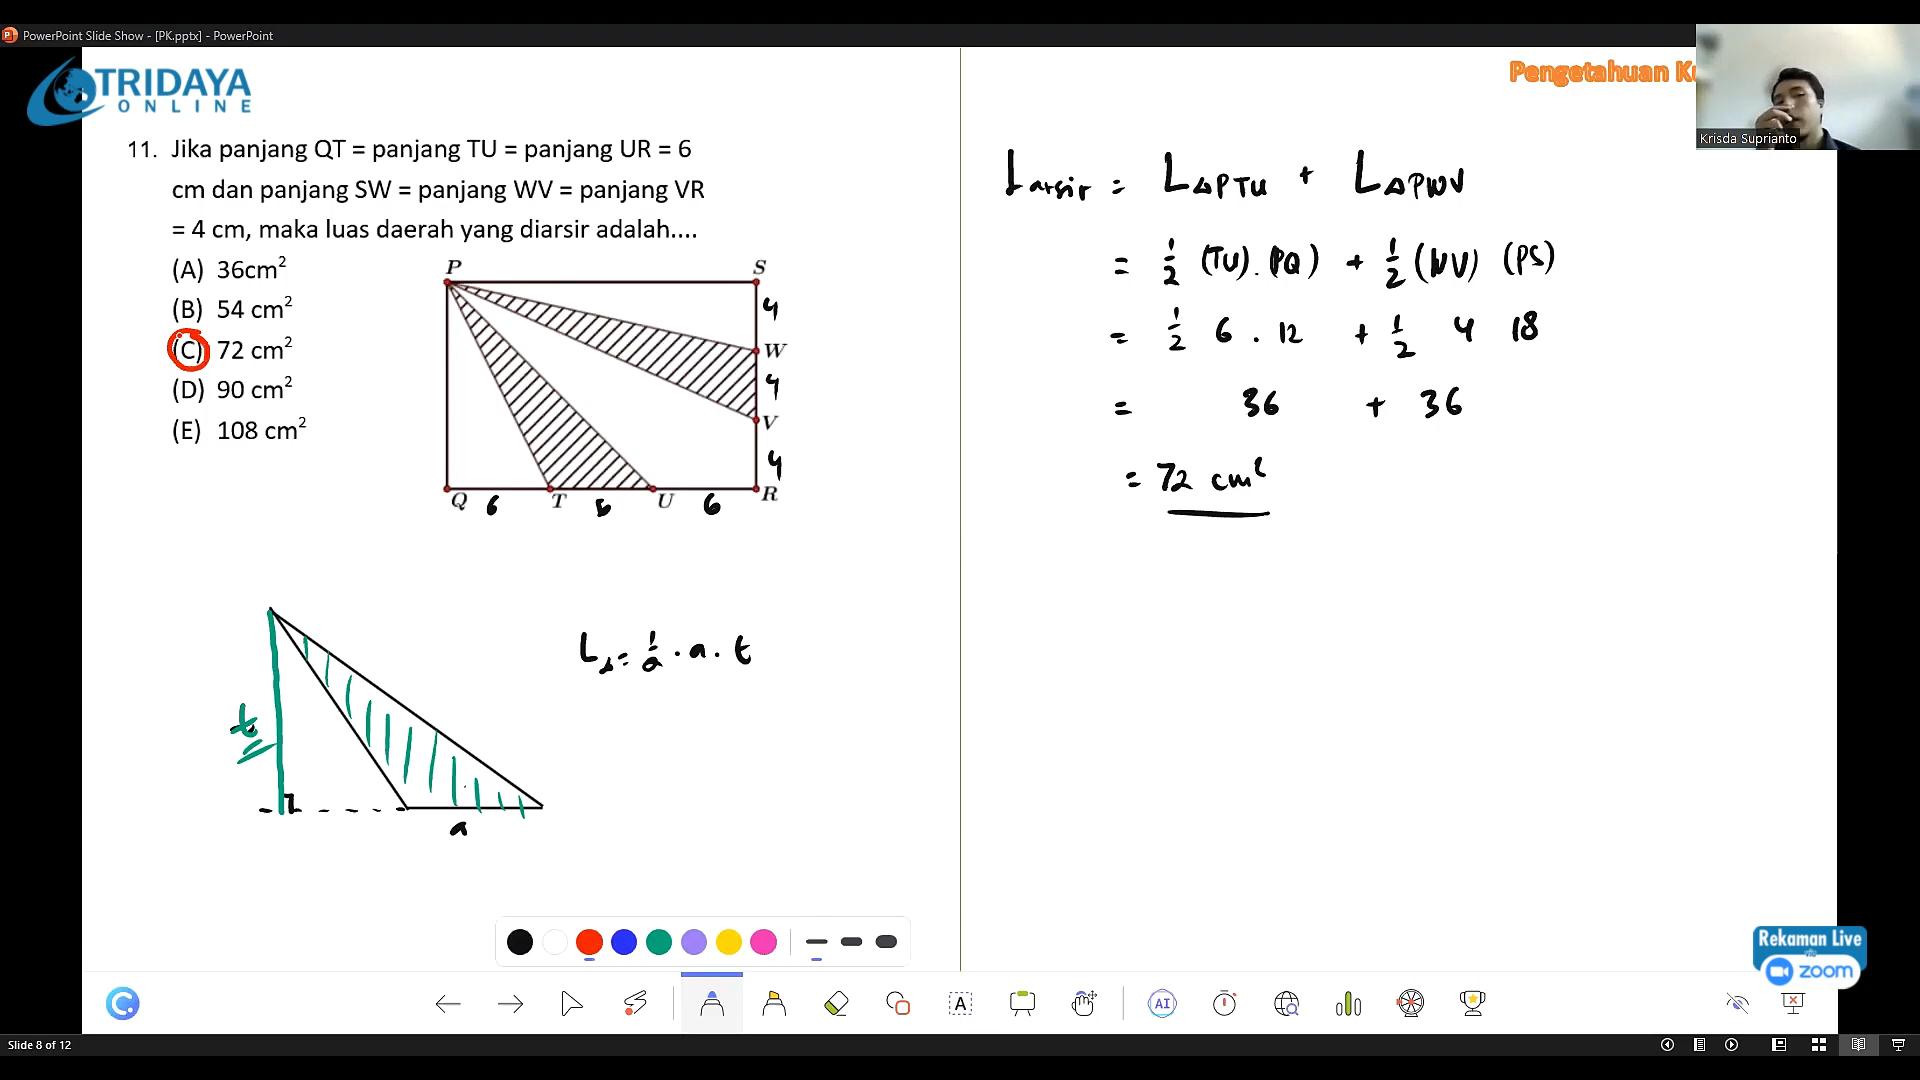 PowerPoint Slide Show - [PK.pptx] - PowerPoint
TRIDAYA
ONLINE
Pengetahuan
Krisda Suprianto
11. Jika panjang QT = panjang TU = panjang UR = 6
cm dan panjang SW = panjang WV = panjang VR
= 4 cm, maka luas daerah yang diarsir adalah....
(A) 36cm²
(B) 54 cm²
(C) 72 cm²
(D) 90 cm²
(E) 108 cm²
P S
4
W
4
V
4
Q 6 T U 6 R
L arsir = L△PTU + L△PWV
= 1/2 (TU) . (PQ) + 1/2 (WV) (PS)
= 1/2 6 . 12 + 1/2 4 18
= 36 + 36
= 72 cm²
L△ = 1/2 . a . t
t
a
Rekaman Live
via
zoom
A
AI
Slide 8 of 12